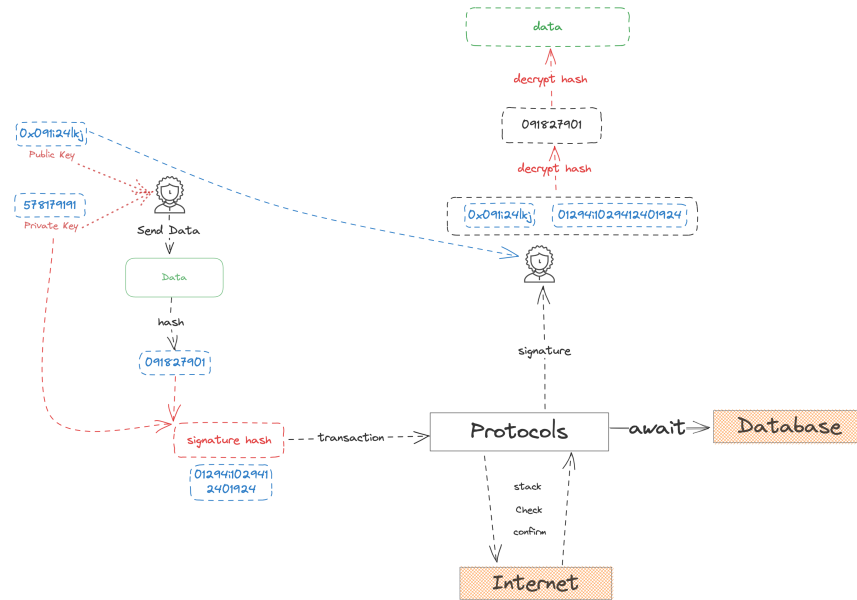 data
decrypt hash
091827901
decrypt hash
0x091i24lkj
Public Key
578179191
Private Key
0x091i24lkj
01294i1029412401924
Send Data
Data
hash
091827901
signature
signature hash
transaction
Protocols
await
Database
01294i102941
2401924
stack
Check
confirm
Internet